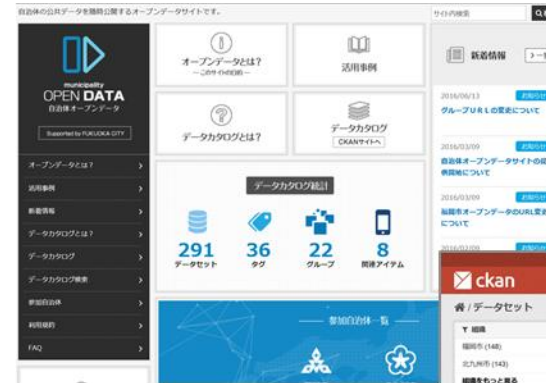 自治体の公共データを随時公開するオープンデータサイトです。
サイト内検索
municipality
OPEN DATA
自治体オープンデータ
Supported by FUKUOKA CITY
オープンデータとは?
活用事例
新着情報
データカタログとは?
データカタログ
データカタログ検索
参加自治体
利用規約
FAQ
オープンデータとは?
―このサイトの目的―
活用事例
データカタログとは?
データカタログ
CKANサイトへ
データカタログ統計
291
データセット
36
タグ
22
グループ
8
関連アイテム
参加自治体一覧
新着情報
2016/06/13
お知らせ
グループURLの変更について
2016/03/09
お知らせ
自治体オープンデータサイトの
開始について
2016/03/09
お知らせ
福岡市オープンデータのURL変
について
2016/03/09
お知らせ
ckan
/ データセット
組織
福岡市 (148)
北九州市 (143)
組織をもっと見る